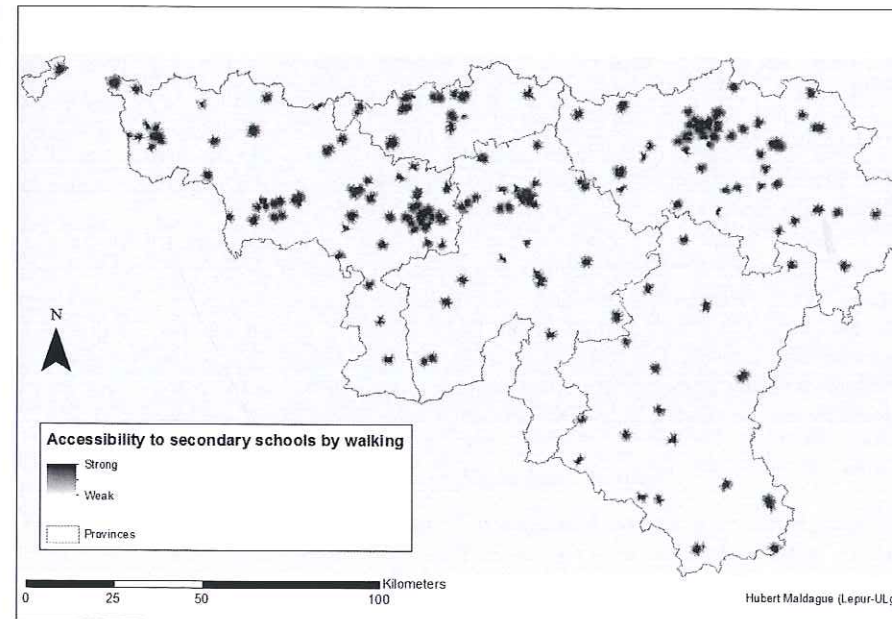 N
Accessibility to secondary schools by walking
Strong
Weak
Provinces
Kilometers
0 25 50 100
Hubert Maldague (Lepur-ULg